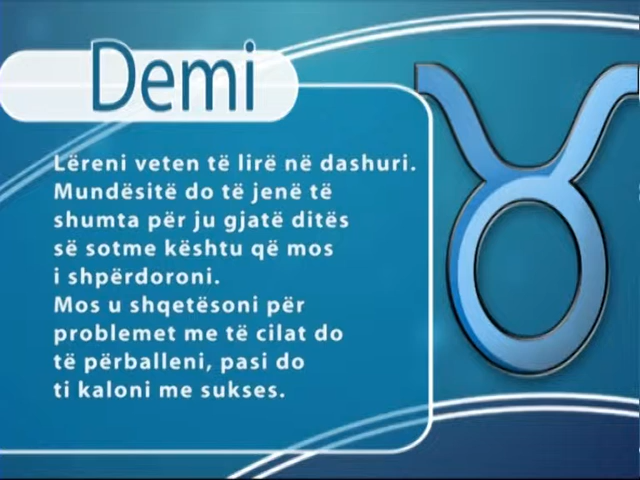 Demi
Lëreni veten të lirë në dashuri.
Mundësitë do të jenë të
shumta për ju gjatë ditës
së sotme kështu që mos
i shpërdoroni.
Mos u shqetësoni për
problemet me të cilat do
të përballeni, pasi do
ti kaloni me sukses.